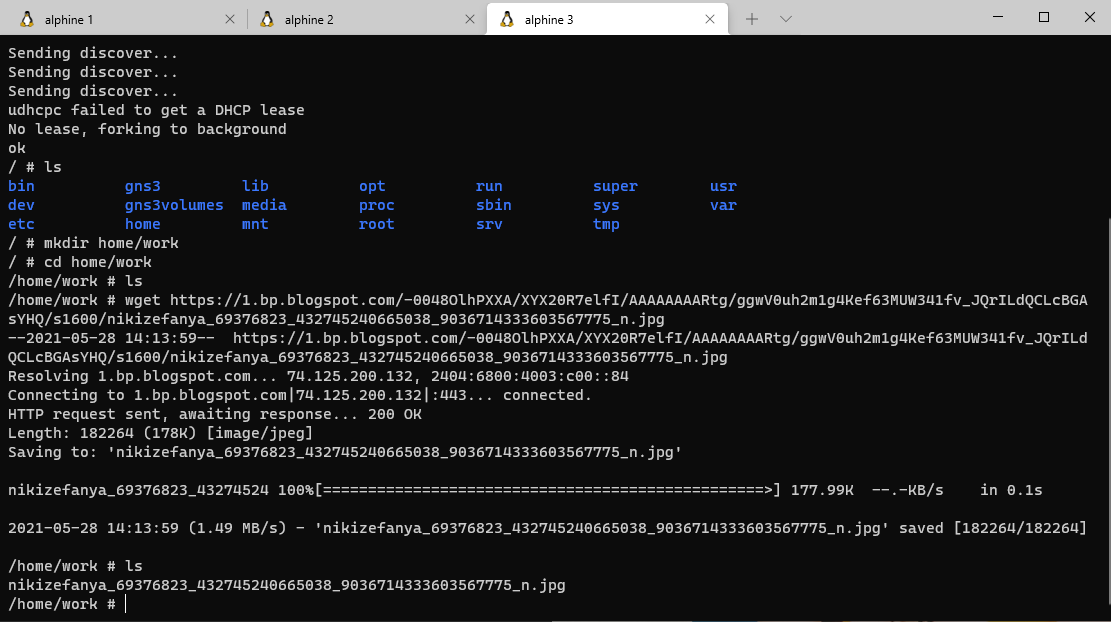 alphine 1 alphine 2 alphine 3
Sending discover...
Sending discover...
Sending discover...
udhcpc failed to get a DHCP lease
No lease, forking to background
ok
/ # ls
bin gns3 lib opt run super usr
dev gns3volumes media proc sbin sys var
etc home mnt root srv tmp
/ # mkdir home/work
/ # cd home/work
/home/work # ls
/home/work # wget https://1.bp.blogspot.com/-0048OlhPXXA/XYX20R7elfI/AAAAAAAARtg/ggwV0uh2m1g4Kef63MUW341fv_JQrILdQCLcBGA
sYHQ/s1600/nikizefanya_69376823_432745240665038_9036714333603567775_n.jpg
--2021-05-28 14:13:59--  https://1.bp.blogspot.com/-0048OlhPXXA/XYX20R7elfI/AAAAAAAARtg/ggwV0uh2m1g4Kef63MUW341fv_JQrILd
QCLcBGAsYHQ/s1600/nikizefanya_69376823_432745240665038_9036714333603567775_n.jpg
Resolving 1.bp.blogspot.com... 74.125.200.132, 2404:6800:4003:c00::84
Connecting to 1.bp.blogspot.com|74.125.200.132|:443... connected.
HTTP request sent, awaiting response... 200 OK
Length: 182264 (178K) [image/jpeg]
Saving to: 'nikizefanya_69376823_432745240665038_9036714333603567775_n.jpg'
nikizefanya_69376823_43274524 100%[=================================================>] 177.99K  --.-KB/s    in 0.1s
2021-05-28 14:13:59 (1.49 MB/s) - 'nikizefanya_69376823_432745240665038_9036714333603567775_n.jpg' saved [182264/182264]
/home/work # ls
nikizefanya_69376823_432745240665038_9036714333603567775_n.jpg
/home/work #